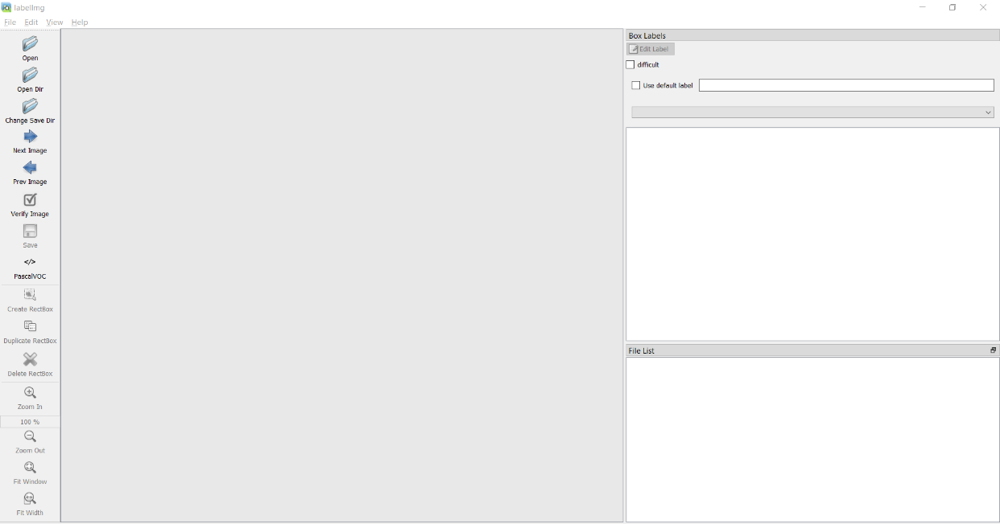 labelImg
File Edit View Help
Open
Open Dir
Change Save Dir
Next Image
Prev Image
Verify Image
Save
</>
PascalVOC
Create RectBox
Duplicate RectBox
Delete RectBox
Zoom In
100 %
Zoom Out
Fit Window
Fit Width
Box Labels
Edit Label
difficult
Use default label
File List